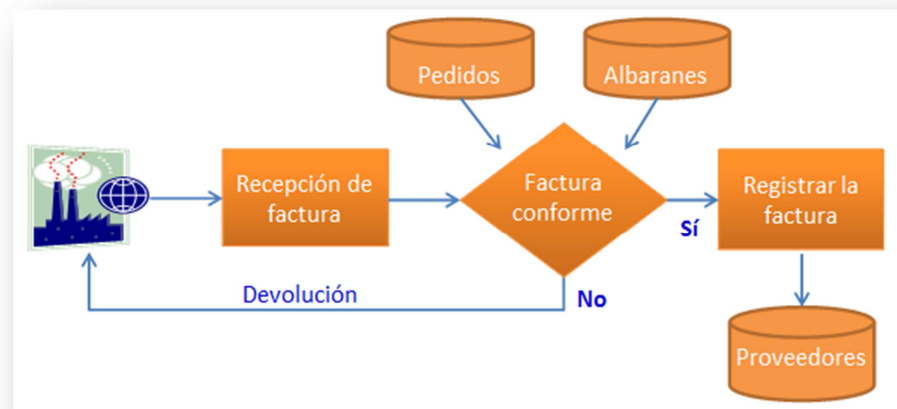 Pedidos
Albaranes
Recepción de
factura
Factura
conforme
Sí
Registrar la
factura
Devolución
No
Proveedores